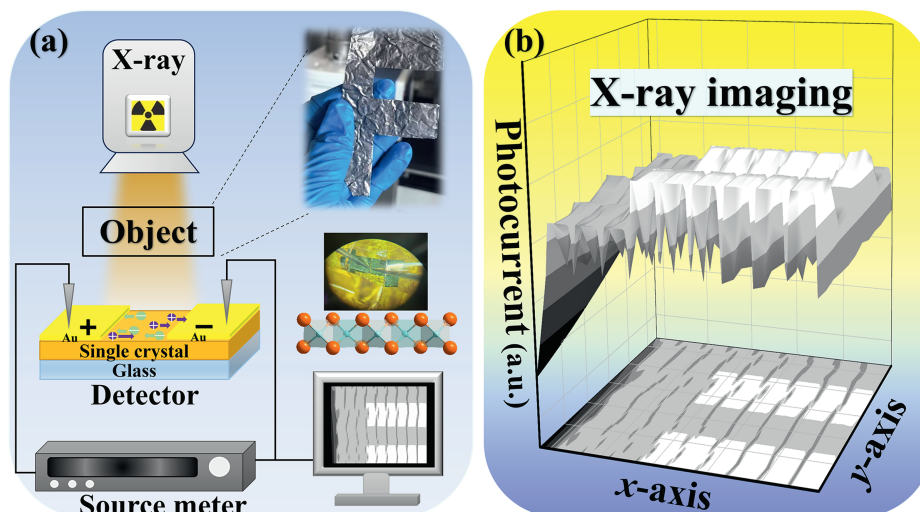 (a)
X-ray
Object
Au + − Au
Single crystal
Glass
Detector
Source meter
(b)
X-ray imaging
Photocurrent (a.u.)
x-axis
y-axis